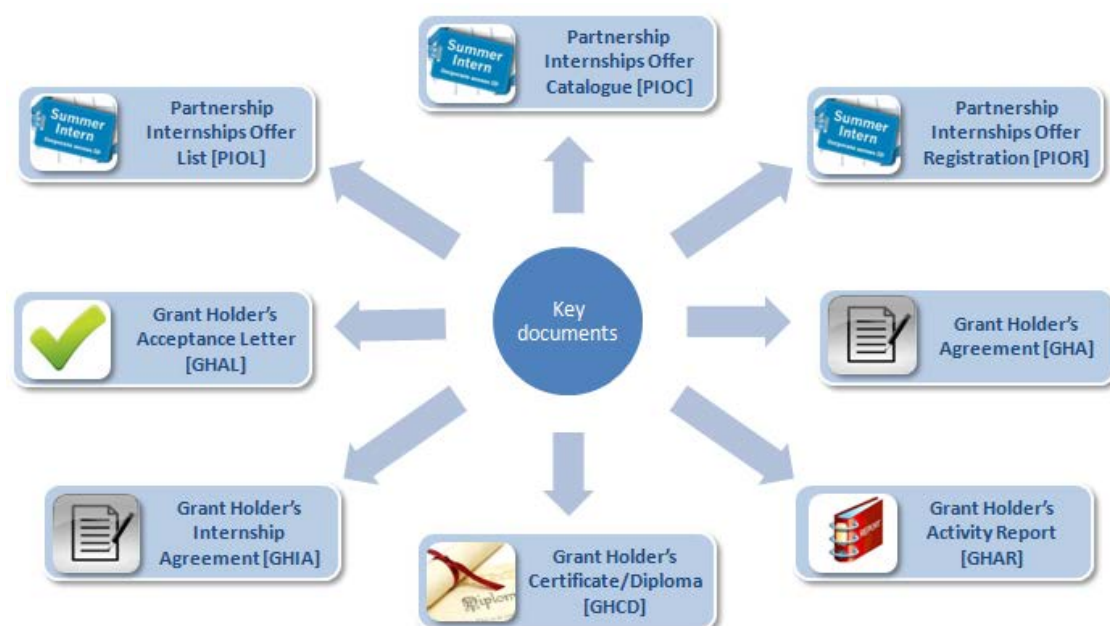 Summer
Intern
Partnership
Internships Offer
Catalogue [PIOC]
Summer
Intern
Partnership
Internships Offer
List [PIOL]
Summer
Intern
Partnership
Internships Offer
Registration [PIOR]
Key
documents
Grant Holder's
Acceptance Letter
[GHAL]
Grant Holder's
Agreement [GHA]
Grant Holder's
Internship
Agreement [GHIA]
Diploma
Grant Holder's
Certificate/Diploma
[GHCD]
REPORT
Grant Holder's
Activity Report
[GHAR]